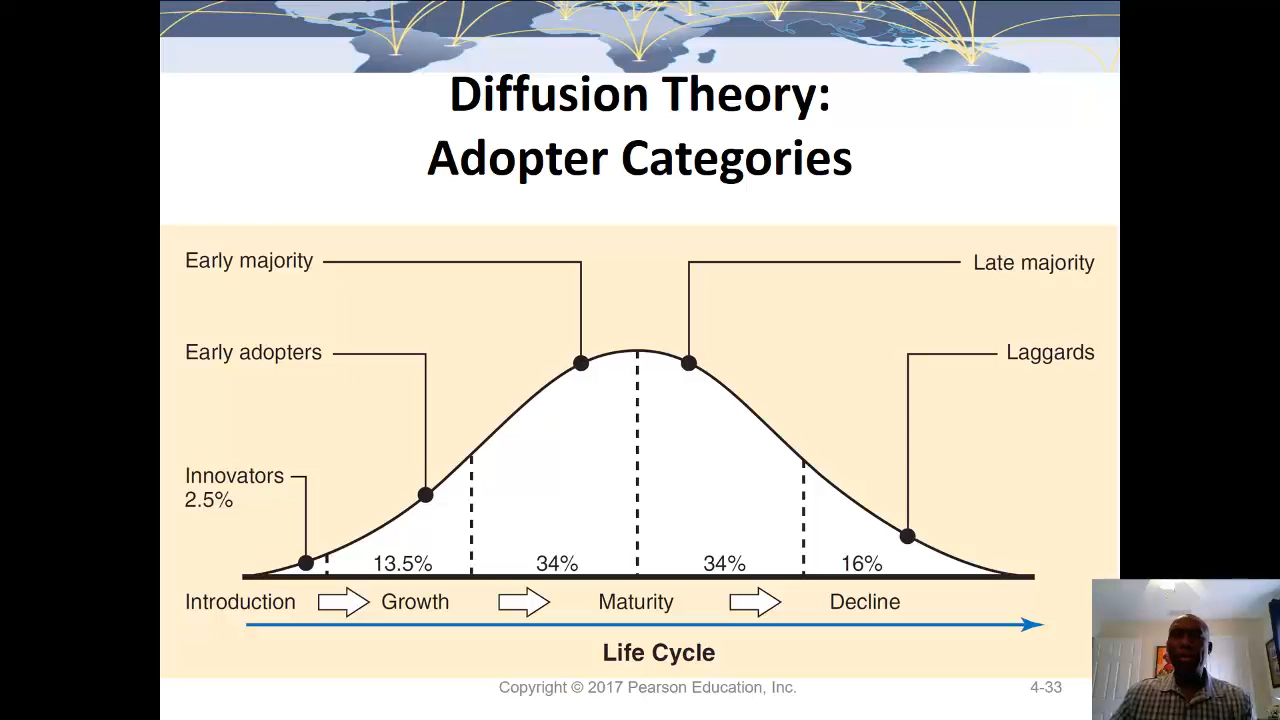 Diffusion Theory:
Adopter Categories
Early majority
Late majority
Early adopters
Laggards
Innovators
2.5%
13.5%
34%
34%
16%
Introduction
Growth
Maturity
Decline
Life Cycle
Copyright © 2017 Pearson Education, Inc.
4-33